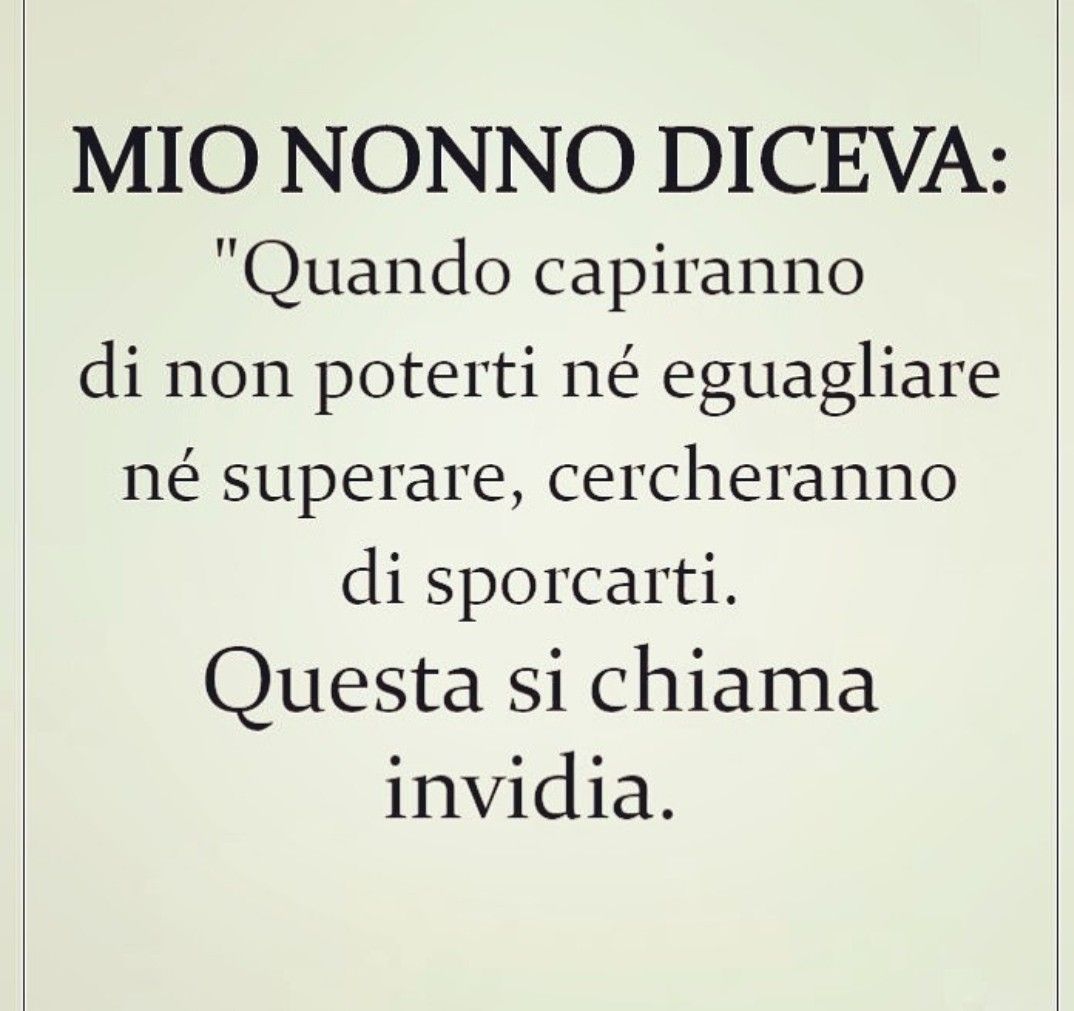 MIO NONNO DICEVA:
"Quando capiranno
di non poterti né eguagliare
né superare, cercheranno
di sporcarti.
Questa si chiama
invidia.